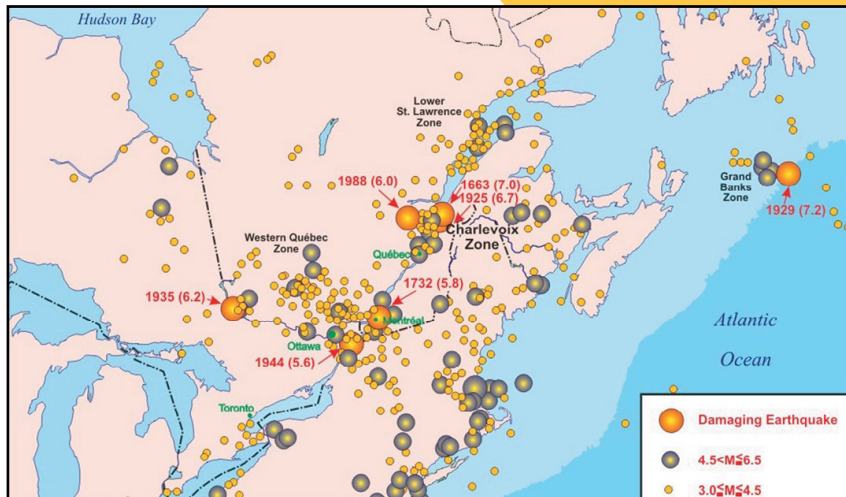 Hudson Bay
Lower
St. Lawrence
Zone
1988 (6.0)
1663 (7.0)
1925 (6.7)
Grand
Banks
Zone
1929 (7.2)
Charlevoix
Zone
Québec
Western Québec
Zone
1935 (6.2)
1732 (5.8)
Montréal
Ottawa
1944 (5.6)
Atlantic
Ocean
Toronto
Damaging Earthquake
4.5<M≦6.5
3.0≦M≦4.5